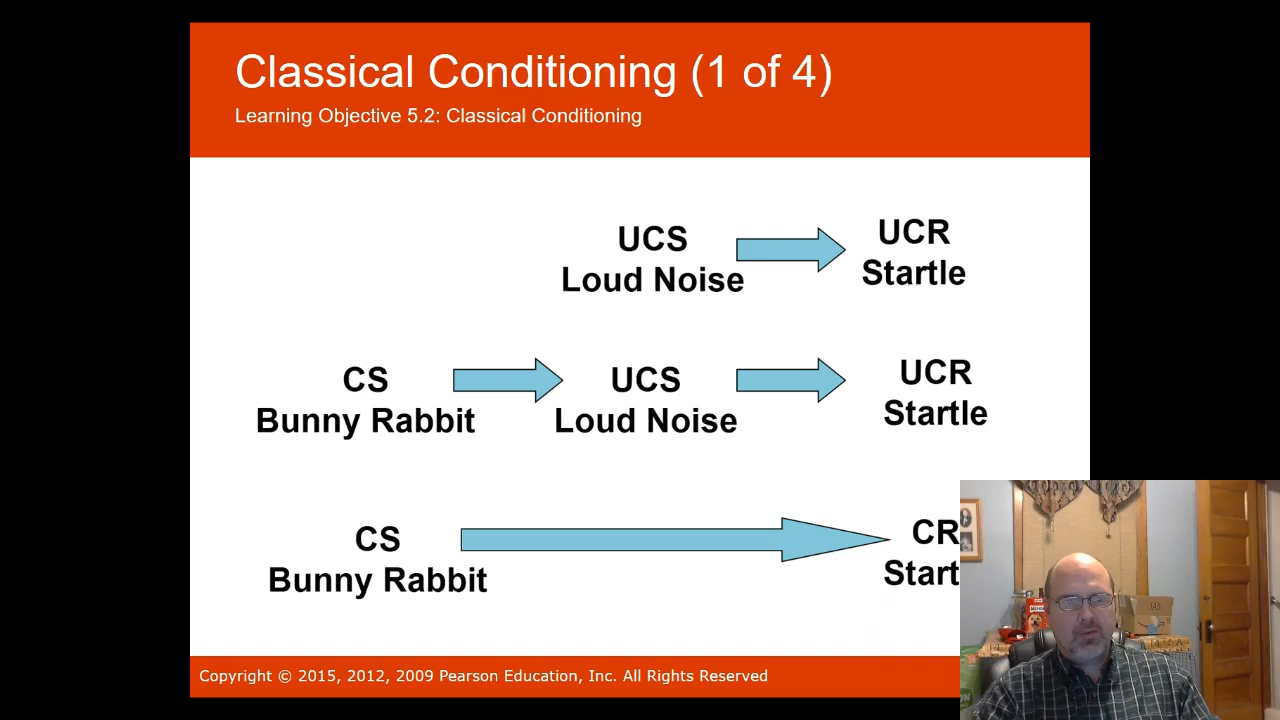 Classical Conditioning (1 of 4)
Learning Objective 5.2: Classical Conditioning
UCS
Loud Noise
UCR
Startle
CS
Bunny Rabbit
UCS
Loud Noise
UCR
Startle
CS
Bunny Rabbit
CR
Start
Copyright © 2015, 2012, 2009 Pearson Education, Inc. All Rights Reserved